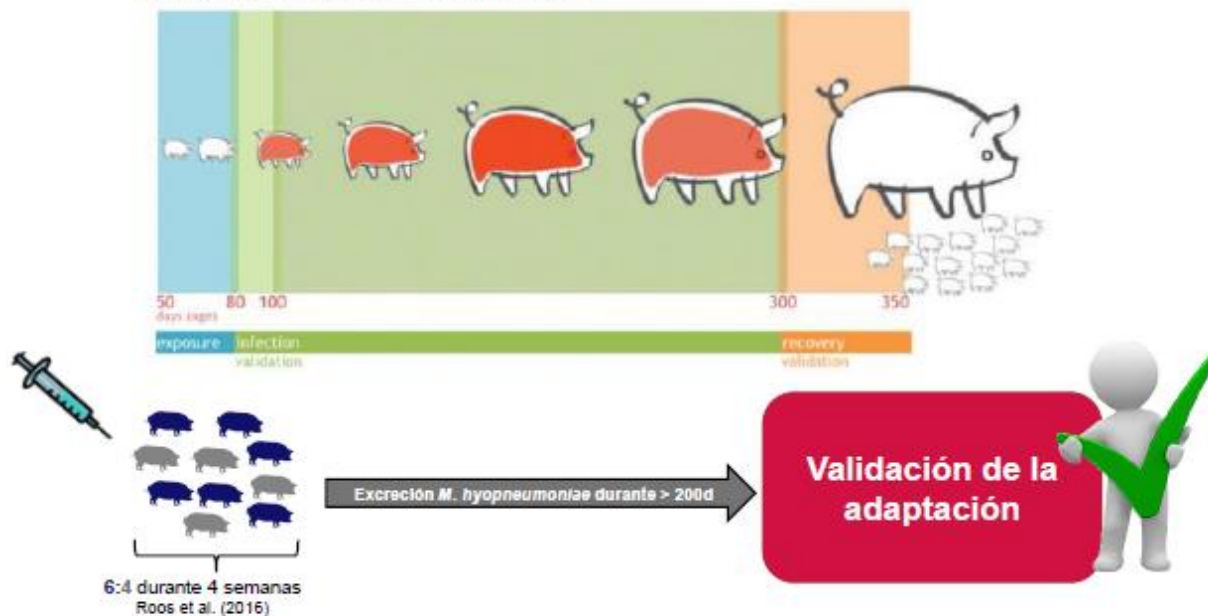 50 80 100 300 350
days (age)
exposure infection recovery
validation validation
Excreción M. hyopneumoniae durante > 200d
Validación de la
adaptación
6:4 durante 4 semanas
Roos et al. (2016)